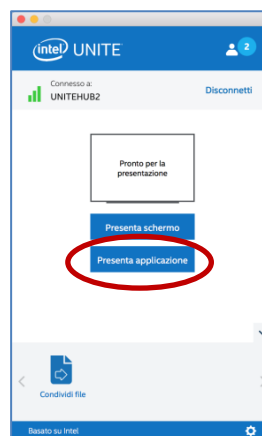 intel UNITE
2
Connesso a:
UNITEHUB2
Disconnetti
Pronto per la
presentazione
Presenta schermo
Presenta applicazione
Condividi file
Basato su Intel